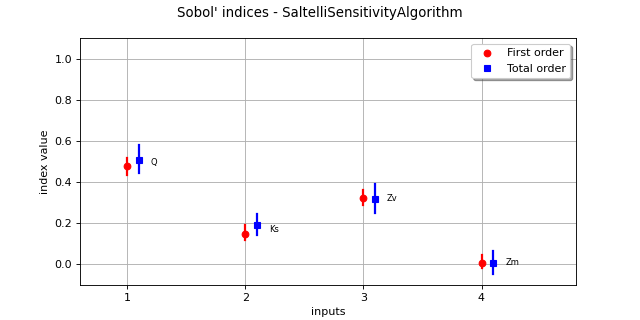 Sobol' indices - SaltelliSensitivityAlgorithm
First order
Total order
1.0
0.8
0.6
0.4
0.2
0.0
index value
Q
Ks
Zv
Zm
1 2 3 4
inputs